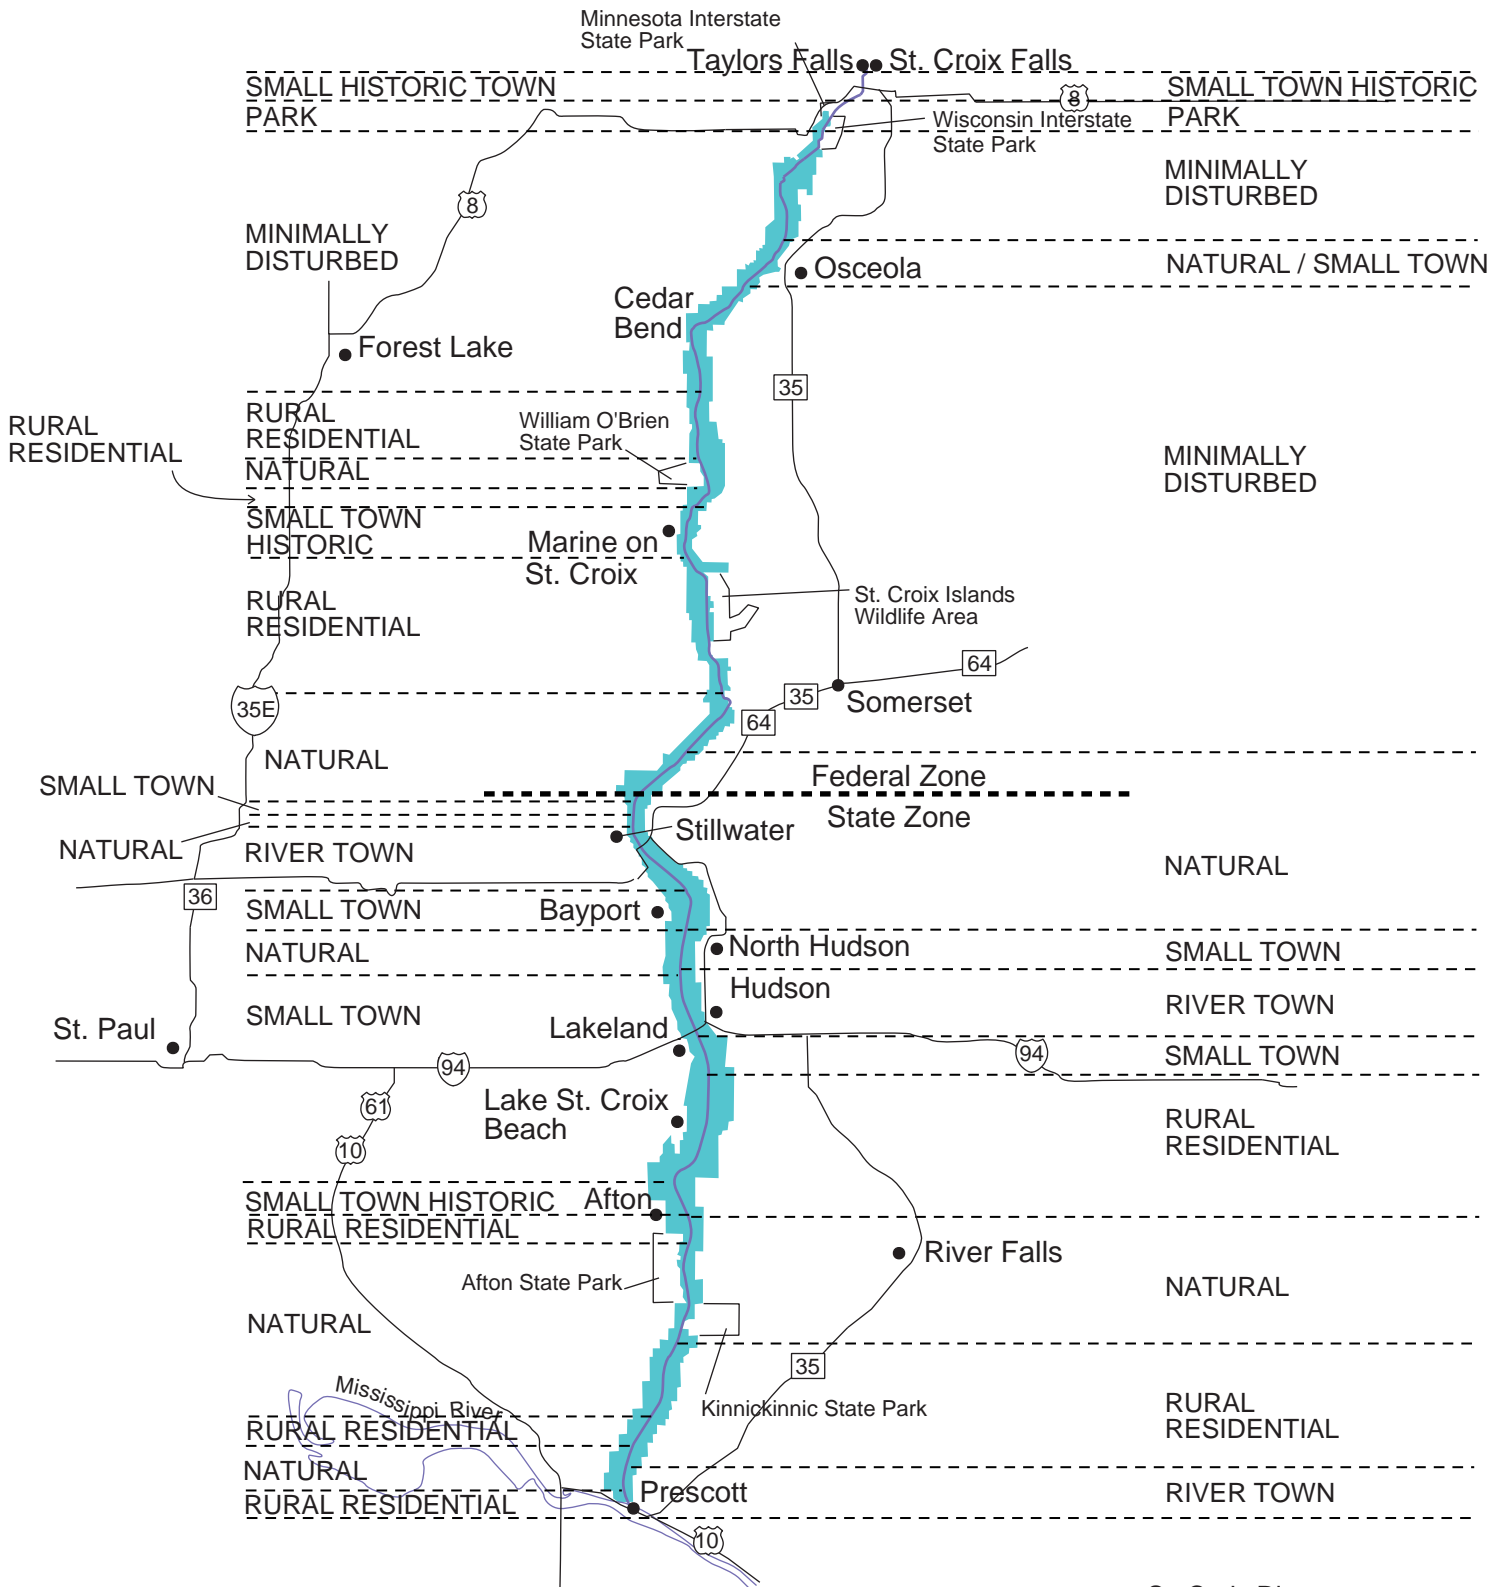 Minnesota Interstate
State Park
Taylors Falls
St. Croix Falls
SMALL HISTORIC TOWN
SMALL TOWN HISTORIC
8
PARK
Wisconsin Interstate
State Park
PARK
MINIMALLY
DISTURBED
8
MINIMALLY
DISTURBED
Osceola
NATURAL / SMALL TOWN
Cedar
Bend
Forest Lake
35
RURAL
RESIDENTIAL
RURAL
RESIDENTIAL
William O'Brien
State Park
NATURAL
MINIMALLY
DISTURBED
SMALL TOWN
HISTORIC
Marine on
St. Croix
RURAL
RESIDENTIAL
St. Croix Islands
Wildlife Area
64
35
Somerset
35E
64
NATURAL
Federal Zone
SMALL TOWN
State Zone
Stillwater
NATURAL
RIVER TOWN
NATURAL
36
SMALL TOWN
Bayport
NATURAL
North Hudson
SMALL TOWN
Hudson
RIVER TOWN
SMALL TOWN
St. Paul
Lakeland
94
94
SMALL TOWN
61
Lake St. Croix
Beach
10
RURAL
RESIDENTIAL
SMALL TOWN HISTORIC
Afton
RURAL RESIDENTIAL
River Falls
Afton State Park
NATURAL
NATURAL
35
Mississippi River
Kinnickinnic State Park
RURAL
RESIDENTIAL
RURAL RESIDENTIAL
NATURAL
Prescott
RIVER TOWN
RURAL RESIDENTIAL
10